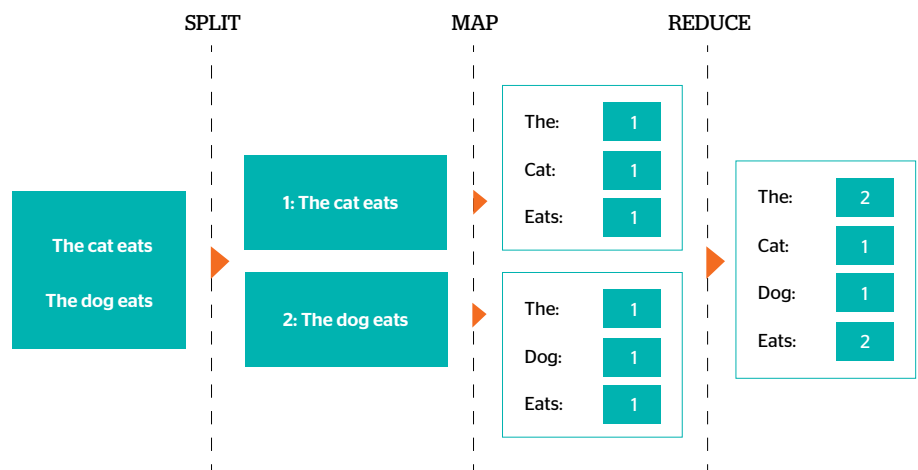 SPLIT
MAP
REDUCE
The cat eats
The dog eats
1: The cat eats
2: The dog eats
The: 1
Cat: 1
Eats: 1
The: 1
Dog: 1
Eats: 1
The: 2
Cat: 1
Dog: 1
Eats: 2